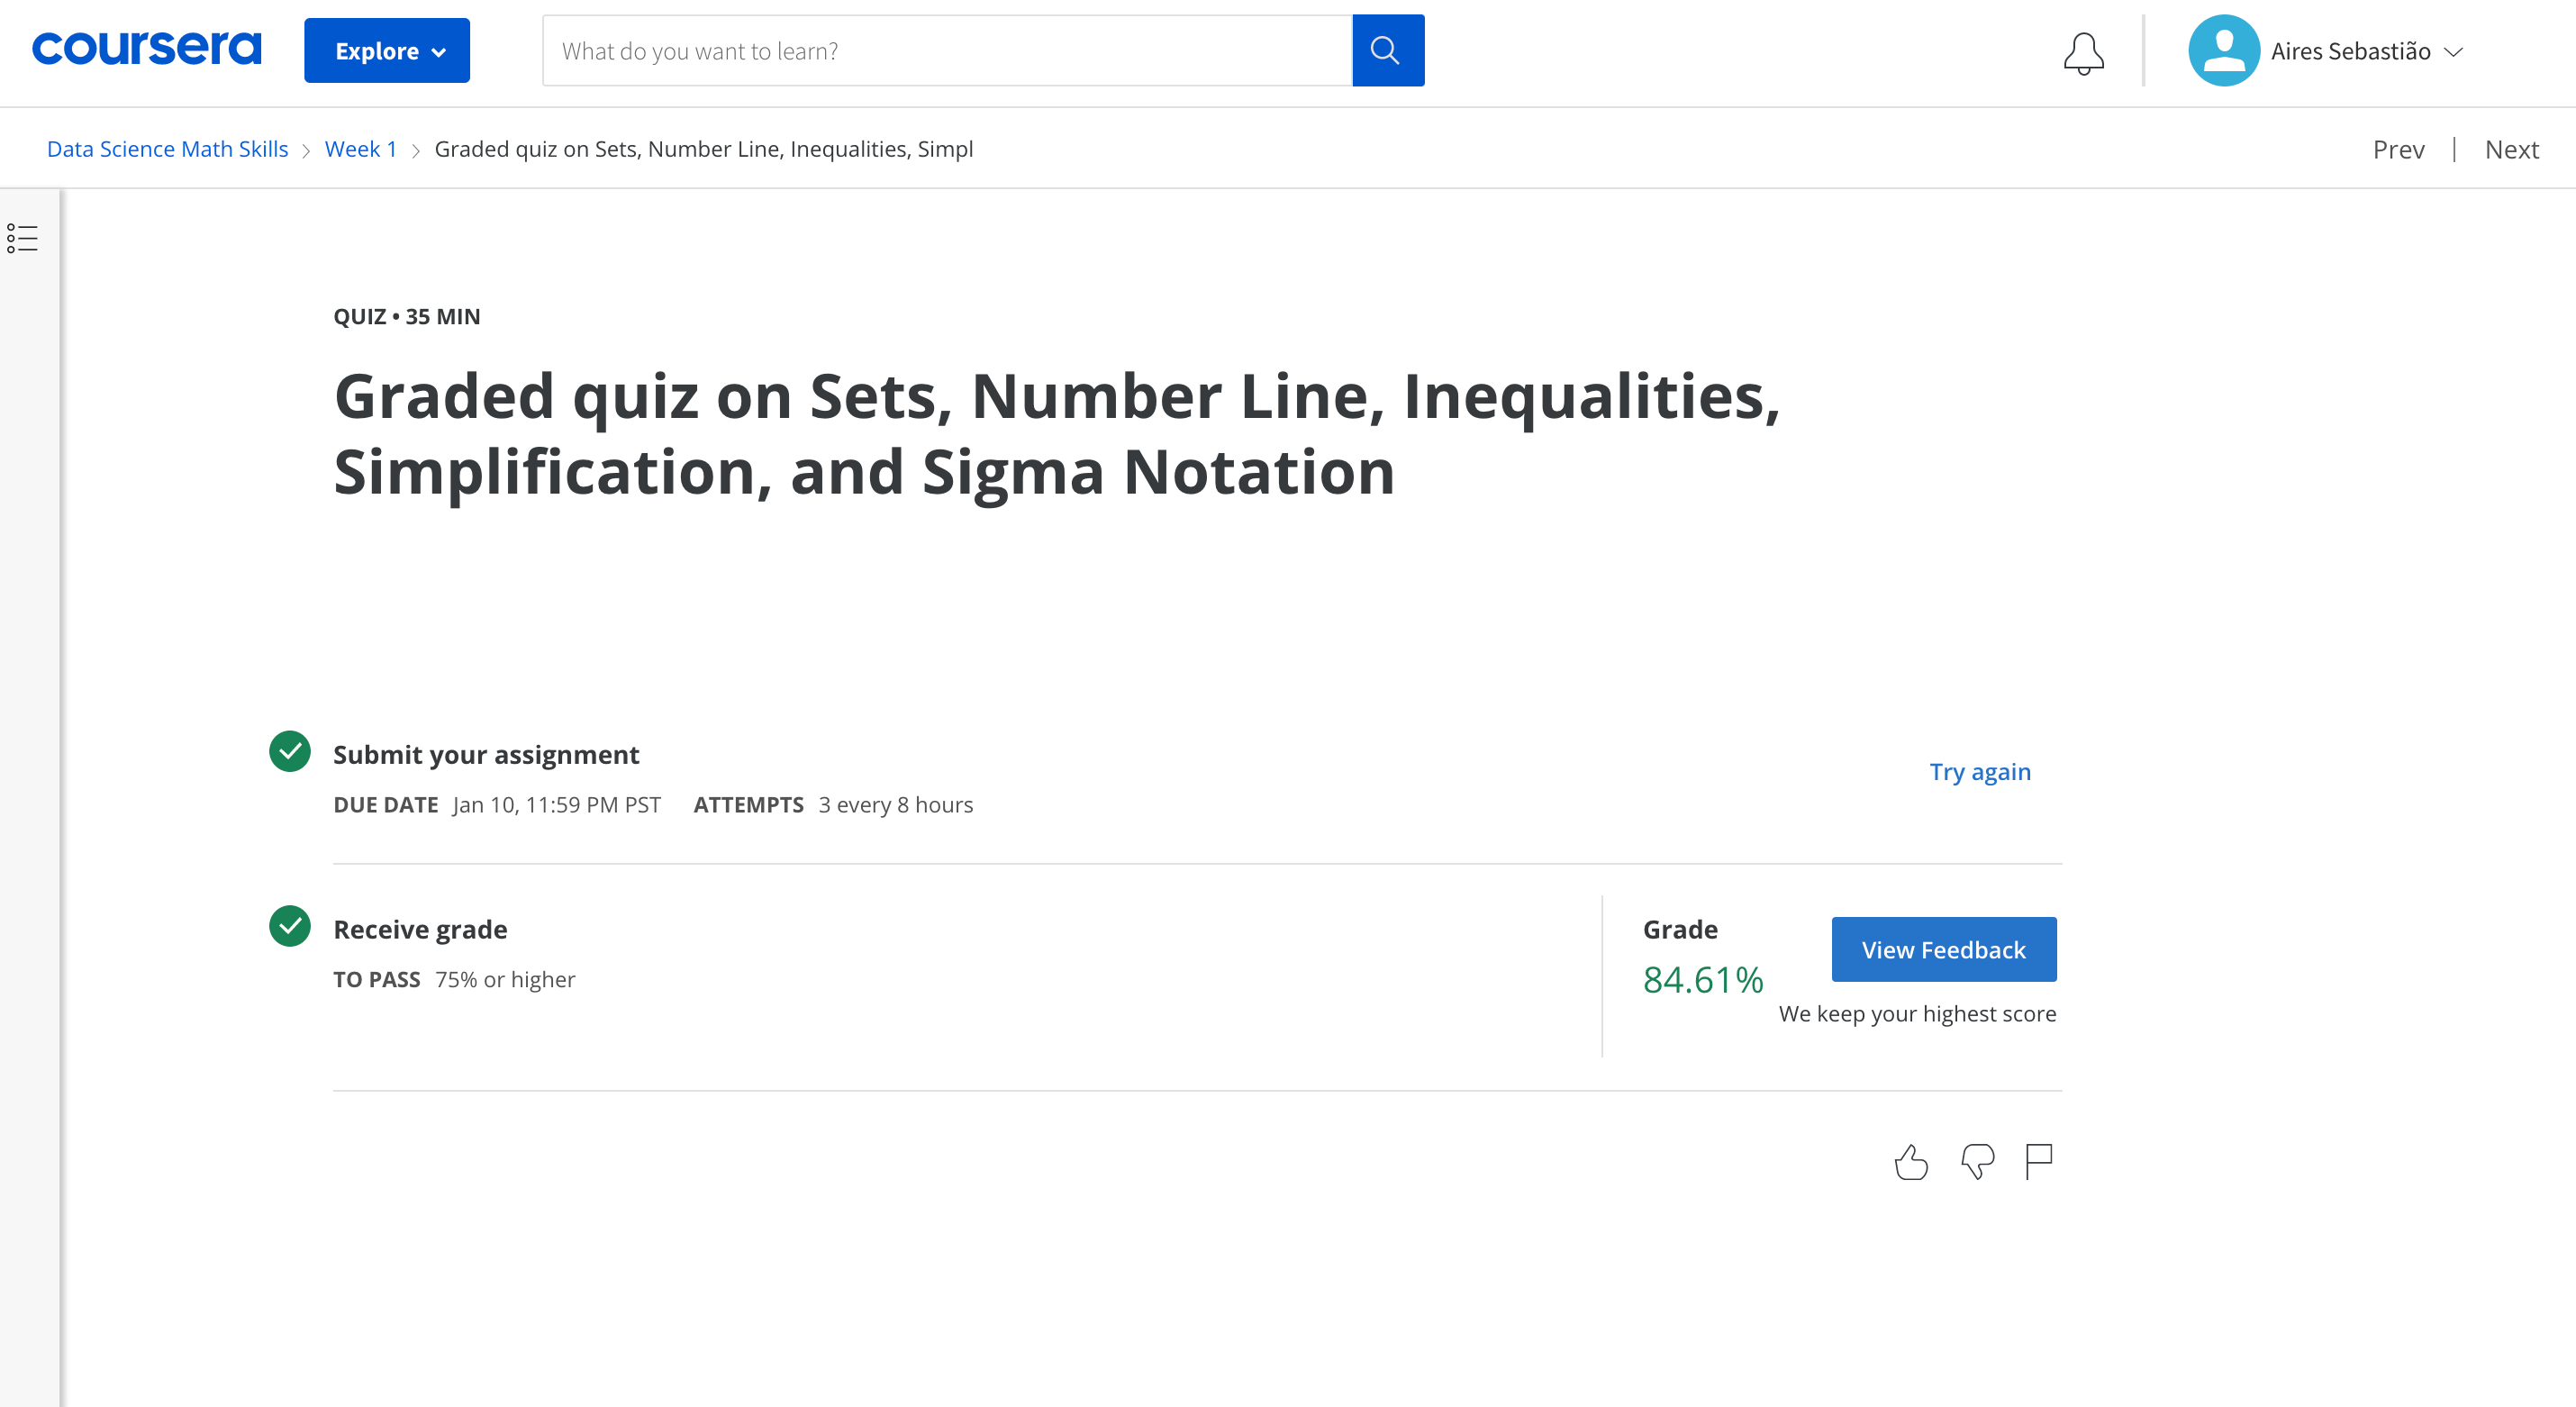 coursera
Explore
What do you want to learn?
Aires Sebastião
Data Science Math Skills
Week 1
Graded quiz on Sets, Number Line, Inequalities, Simpl
Prev | Next
QUIZ • 35 MIN
Graded quiz on Sets, Number Line, Inequalities,
Simplification, and Sigma Notation
Submit your assignment
Try again
DUE DATE Jan 10, 11:59 PM PST ATTEMPTS 3 every 8 hours
Receive grade
TO PASS 75% or higher
Grade
84.61%
View Feedback
We keep your highest score